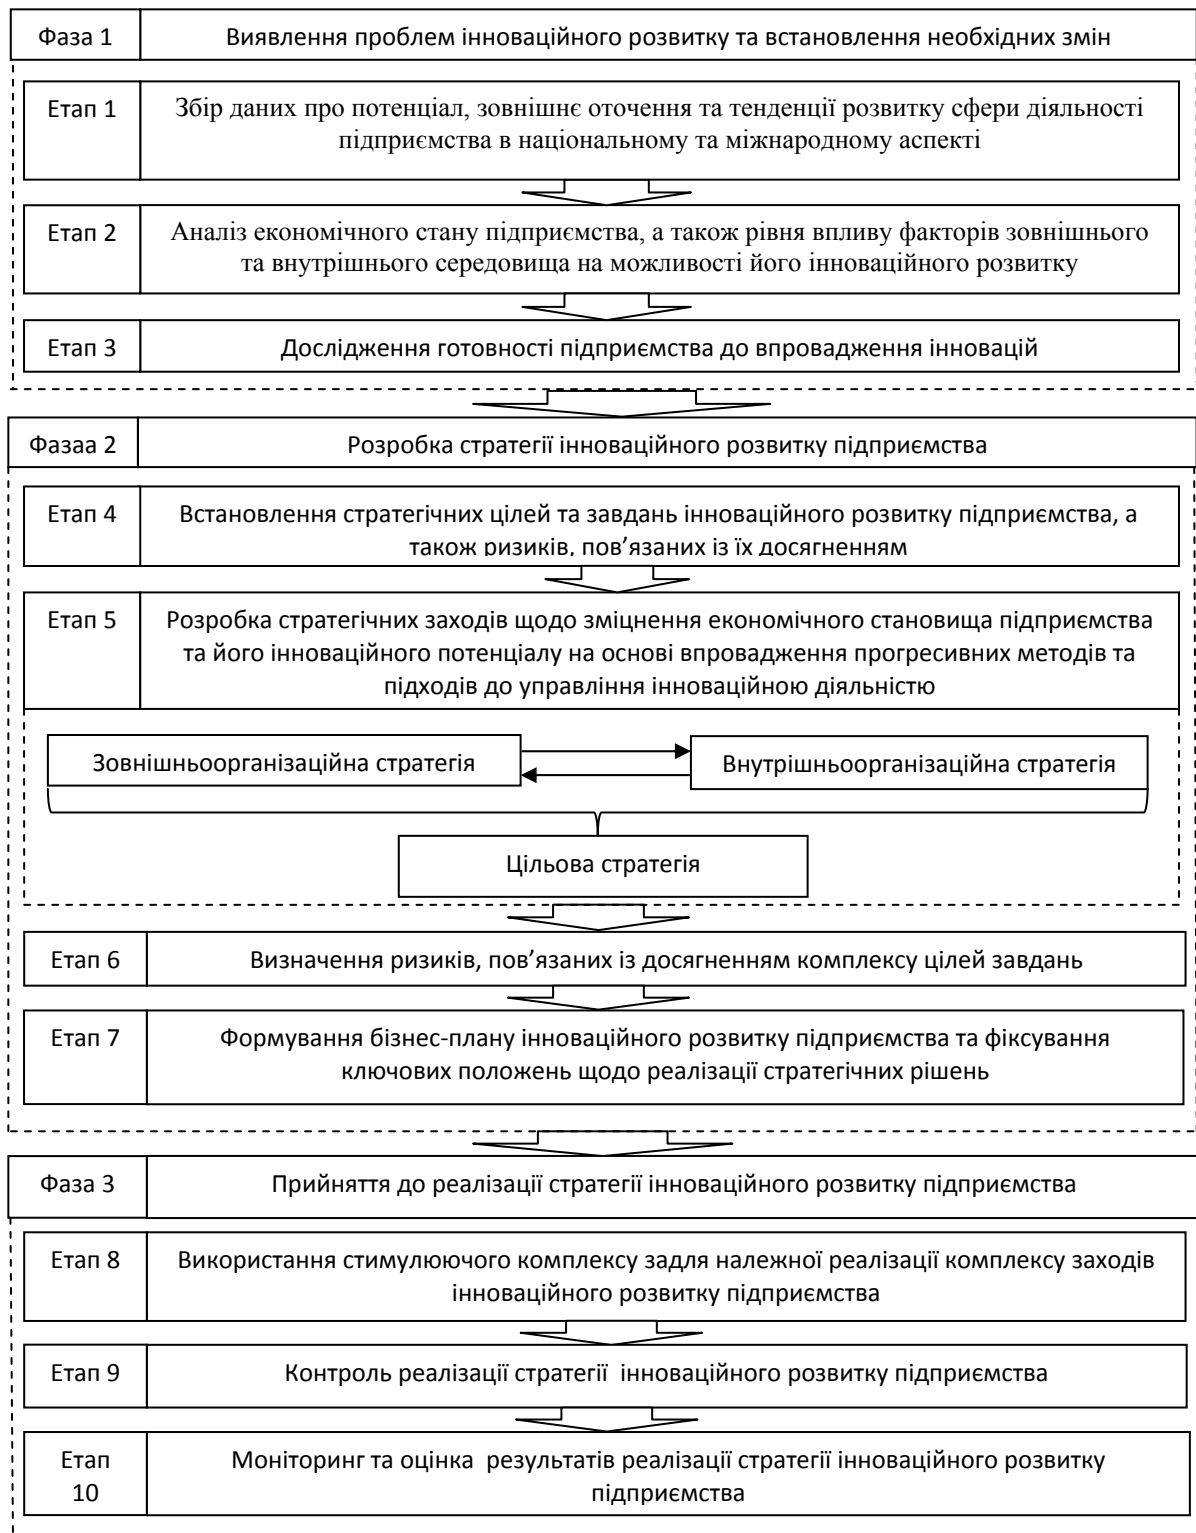 Фаза 1
Виявлення проблем інноваційного розвитку та встановлення необхідних змін
Етап 1
Збір даних про потенціал, зовнішнє оточення та тенденції розвитку сфери діяльності
підприємства в національному та міжнародному аспекті
Етап 2
Аналіз економічного стану підприємства, а також рівня впливу факторів зовнішнього
та внутрішнього середовища на можливості його інноваційного розвитку
Етап 3
Дослідження готовності підприємства до впровадження інновацій
Фазаа 2
Розробка стратегії інноваційного розвитку підприємства
Етап 4
Встановлення стратегічних цілей та завдань інноваційного розвитку підприємства, а
також ризиків, пов’язаних із їх досягненням
Етап 5
Розробка стратегічних заходів щодо зміцнення економічного становища підприємства
та його інноваційного потенціалу на основі впровадження прогресивних методів та
підходів до управління інноваційною діяльністю
Зовнішньоорганізаційна стратегія
Внутрішньоорганізаційна стратегія
Цільова стратегія
Етап 6
Визначення ризиків, пов’язаних із досягненням комплексу цілей завдань
Етап 7
Формування бізнес-плану інноваційного розвитку підприємства та фіксування
ключових положень щодо реалізації стратегічних рішень
Фаза 3
Прийняття до реалізації стратегії інноваційного розвитку підприємства
Етап 8
Використання стимулюючого комплексу задля належної реалізації комплексу заходів
інноваційного розвитку підприємства
Етап 9
Контроль реалізації стратегії інноваційного розвитку підприємства
Етап
10
Моніторинг та оцінка результатів реалізації стратегії інноваційного розвитку
підприємства